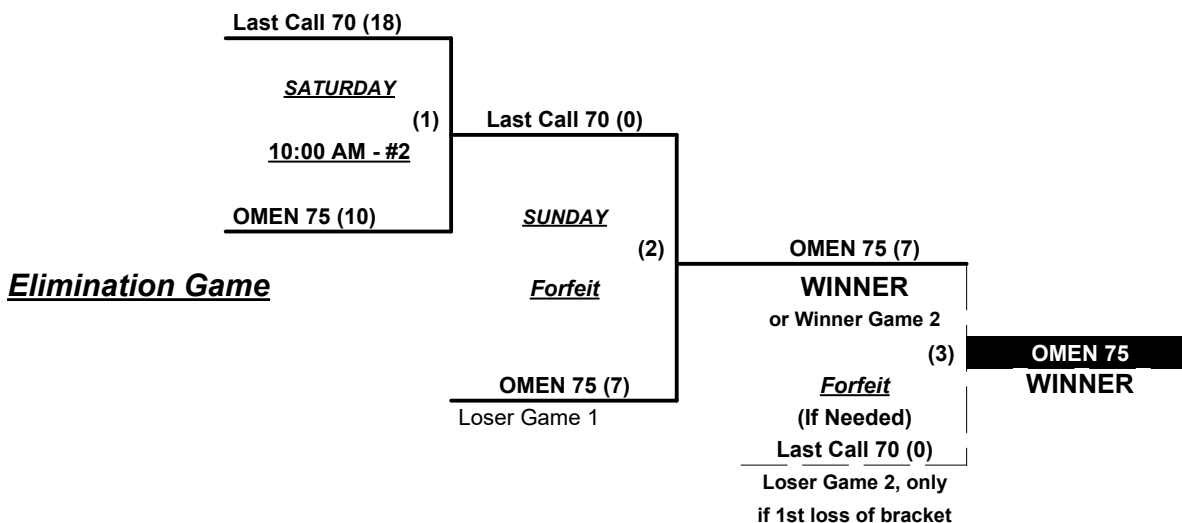 Last Call 70 (18)
SATURDAY
(1)
Last Call 70 (0)
10:00 AM - #2
OMEN 75 (10)
SUNDAY
(2)
OMEN 75 (7)
Elimination Game
Forfeit
WINNER
or Winner Game 2
(3)
OMEN 75
OMEN 75 (7)
Forfeit
WINNER
Loser Game 1
(If Needed)
Last Call 70 (0)
Loser Game 2, only
if 1st loss of bracket